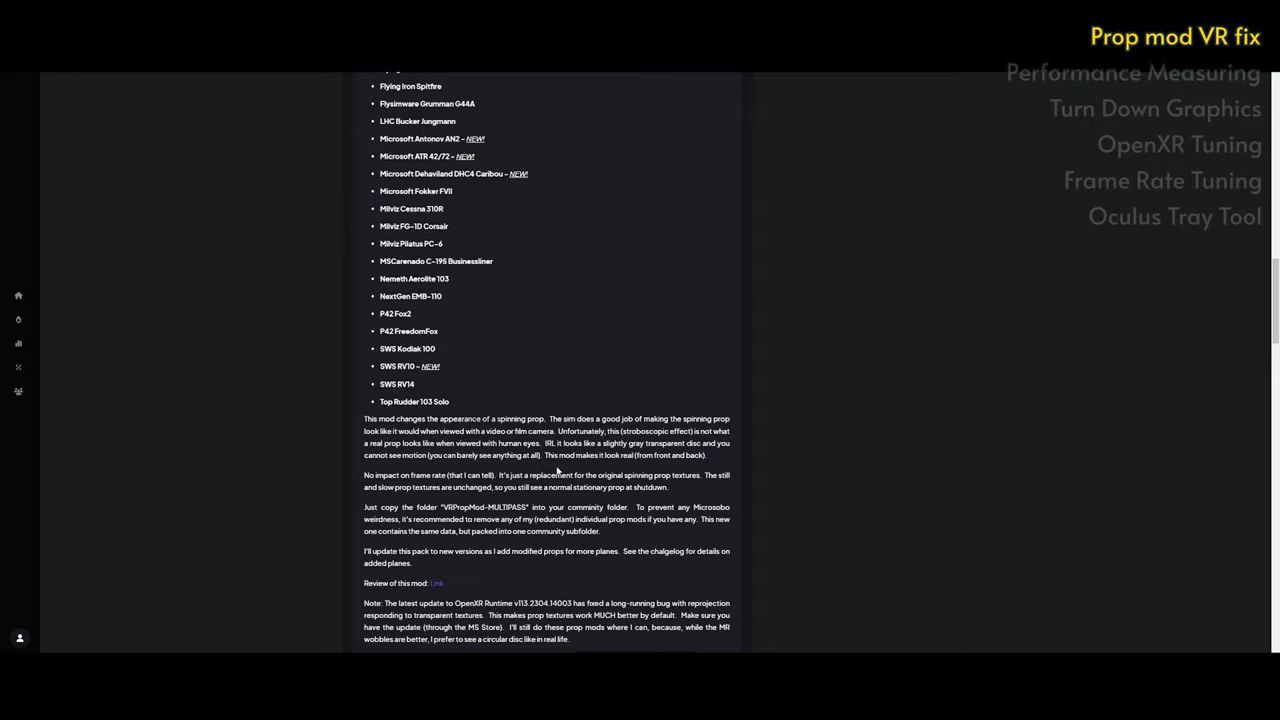 Prop mod VR fix
Performance Measuring
Turn Down Graphics
OpenXR Tuning
Frame Rate Tuning
Oculus Tray Tool
• Flying Iron Spitfire
• Flysimware Grumman G44A
• LHC Bucker Jungmann
• Microsoft Antonov AN2 - NEW!
• Microsoft ATR 42/72 - NEW!
• Microsoft Dehaviland DHC4 Caribou - NEW!
• Microsoft Fokker FVII
• Milviz Cessna 310R
• Milviz FG-1D Corsair
• Milviz Pilatus PC-6
• MSCarenado C-195 Businessliner
• Nemeth Aerolite 103
• NextGen EMB-110
• P42 Fox2
• P42 FreedomFox
• SWS Kodiak 100
• SWS RV10 - NEW!
• SWS RV14
• Top Rudder 103 Solo
This mod changes the appearance of a spinning prop. The sim does a good job of making the spinning prop
look like it would when viewed with a video or film camera. Unfortunately, this (stroboscopic effect) is not what
a real prop looks like when viewed with human eyes. IRL it looks like a slightly gray transparent disc and you
cannot see motion (you can barely see anything at all). This mod makes it look real (from front and back).
No impact on frame rate (that I can tell). It's just a replacement for the original spinning prop textures. The still
and slow prop textures are unchanged, so you still see a normal stationary prop at shutdown.
Just copy the folder "VRPropMod-MULTIPASS" into your comminity folder. To prevent any Microsobo
weirdness, it's recommended to remove any of my (redundant) individual prop mods if you have any. This new
one contains the same data, but packed into one community subfolder.
I'll update this pack to new versions as I add modified props for more planes. See the chalgelog for details on
added planes.
Review of this mod: Link
Note: The latest update to OpenXR Runtime v113.2304.14003 has fixed a long-running bug with reprojection
responding to transparent textures. This makes prop textures work MUCH better by default. Make sure you
have the update (through the MS Store). I'll still do these prop mods where I can, because, while the MR
wobbles are better, I prefer to see a circular disc like in real life.